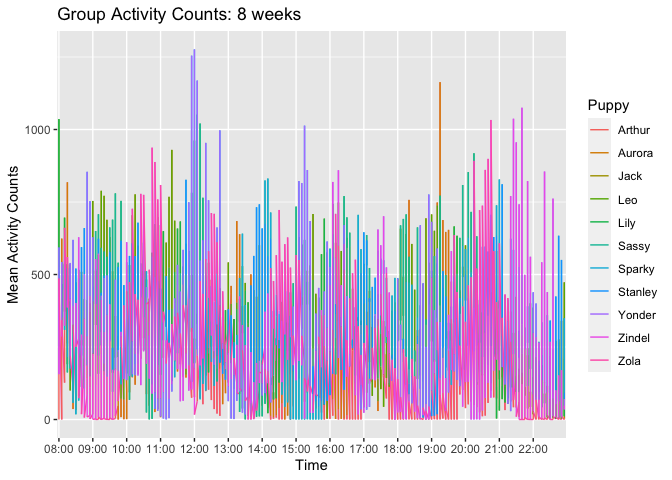 Group Activity Counts: 8 weeks
Mean Activity Counts
1000
500
0
08:00 09:00 10:00 11:00 12:00 13:00 14:00 15:00 16:00 17:00 18:00 19:00 20:00 21:00 22:00
Time
Puppy
Arthur
Aurora
Jack
Leo
Lily
Sassy
Sparky
Stanley
Yonder
Zindel
Zola